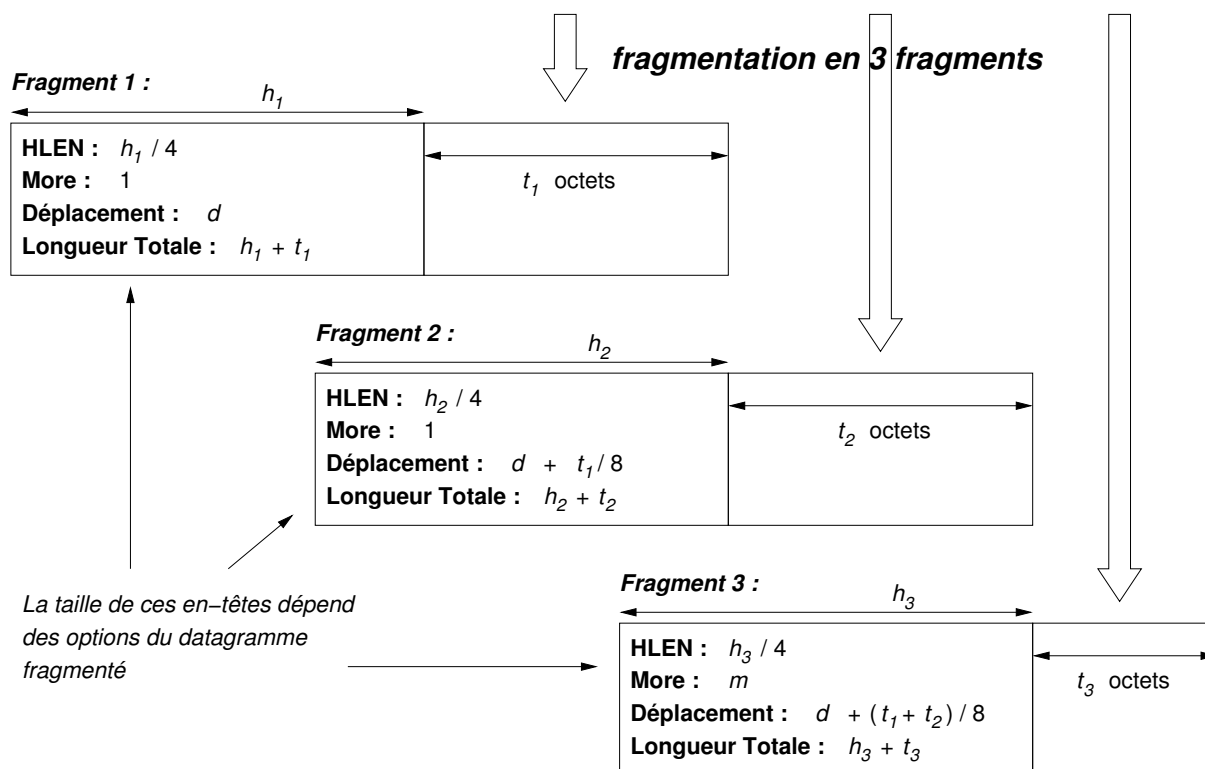 fragmentation en 3 fragments
Fragment 1 :
h1
HLEN : h1 / 4
More : 1
Déplacement : d
Longueur Totale : h1 + t1
t1 octets
Fragment 2 :
h2
HLEN : h2 / 4
More : 1
Déplacement : d + t1 / 8
Longueur Totale : h2 + t2
t2 octets
La taille de ces en−têtes dépend
des options du datagramme
fragmenté
Fragment 3 :
h3
HLEN : h3 / 4
More : m
Déplacement : d + ( t1 + t2 ) / 8
Longueur Totale : h3 + t3
t3 octets